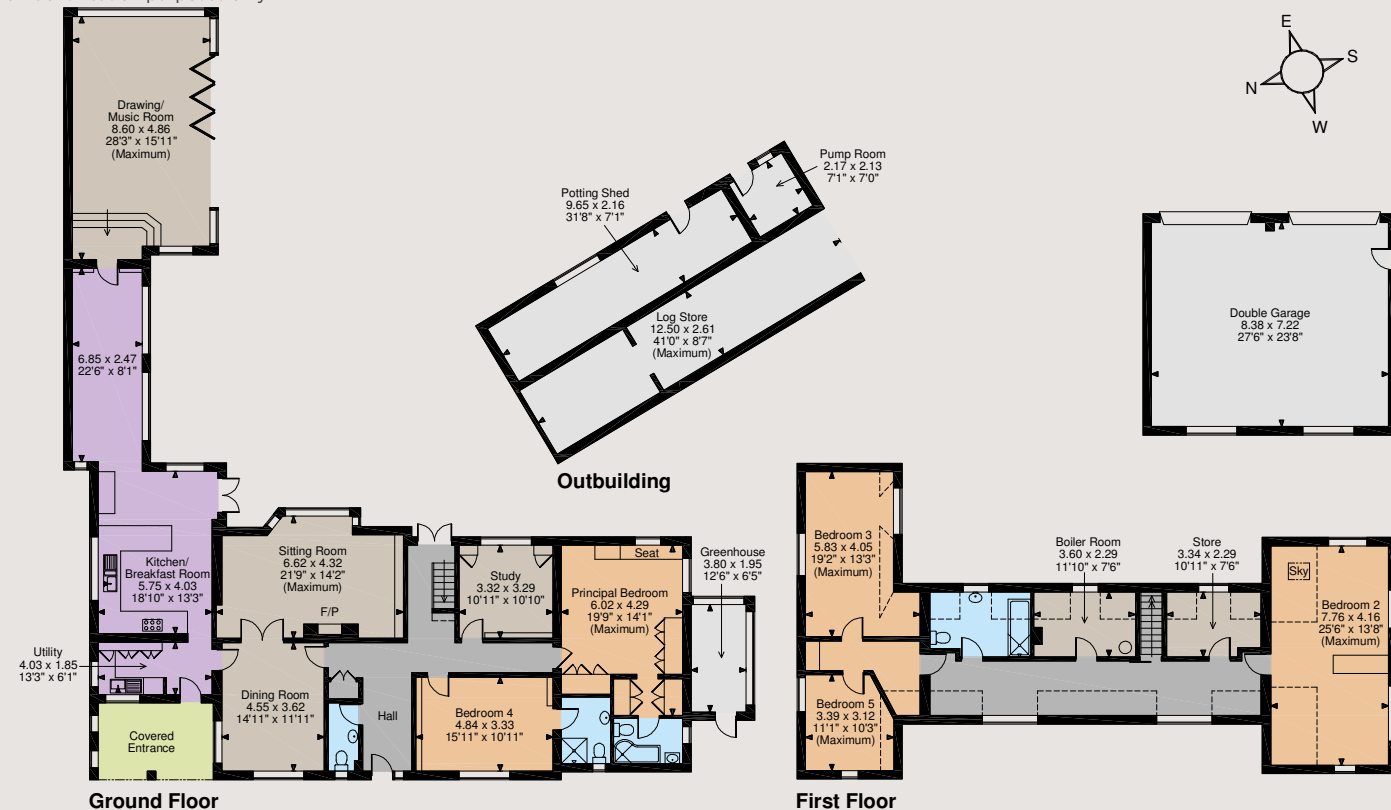 Drawing/
Music Room
8.60 x 4.86
28'3" x 15'11"
(Maximum)
E
N
S
W
Pump Room
2.17 x 2.13
7'1" x 7'0"
Potting Shed
9.65 x 2.16
31'8" x 7'1"
Log Store
12.50 x 2.61
41'0" x 8'7"
(Maximum)
Outbuilding
Double Garage
8.38 x 7.22
27'6" x 23'8"
6.85 x 2.47
22'6" x 8'1"
Kitchen/
Breakfast Room
5.75 x 4.03
18'10" x 13'3"
Sitting Room
6.62 x 4.32
21'9" x 14'2"
(Maximum)
F/P
Study
3.32 x 3.29
10'11" x 10'10"
Seat
Principal Bedroom
6.02 x 4.29
19'9" x 14'1"
(Maximum)
Greenhouse
3.80 x 1.95
12'6" x 6'5"
Utility
4.03 x 1.85
13'3" x 6'1"
Dining Room
4.55 x 3.62
14'11" x 11'11"
Hall
Bedroom 4
4.84 x 3.33
15'11" x 10'11"
Covered
Entrance
Ground Floor
Bedroom 3
5.83 x 4.05
19'2" x 13'3"
(Maximum)
Boiler Room
3.60 x 2.29
11'10" x 7'6"
Store
3.34 x 2.29
10'11" x 7'6"
Sky
Bedroom 2
7.76 x 4.16
25'6" x 13'8"
(Maximum)
Bedroom 5
3.39 x 3.12
11'1" x 10'3"
(Maximum)
First Floor